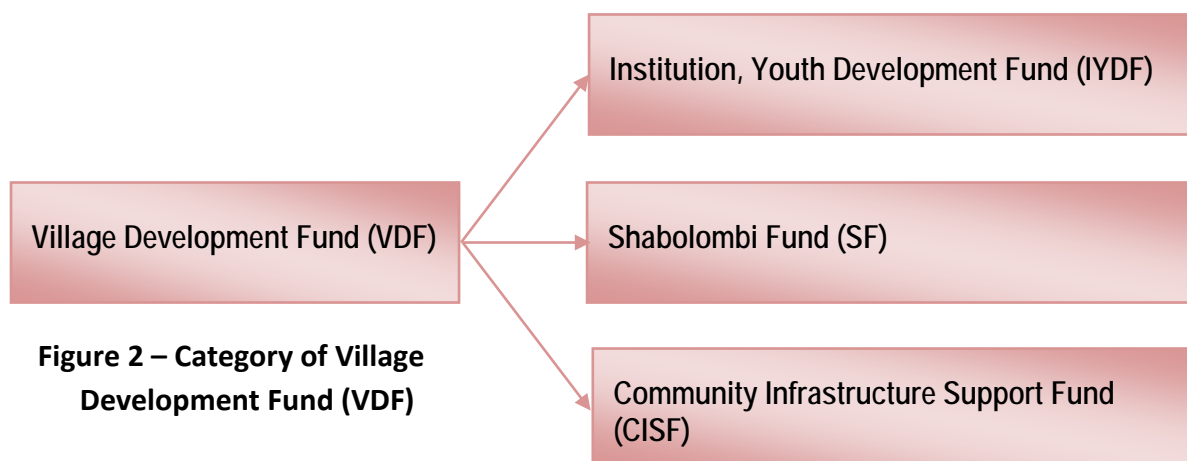 Institution, Youth Development Fund (IYDF)
Village Development Fund (VDF)
Shabolombi Fund (SF)
Figure 2 – Category of Village
Development Fund (VDF)
Community Infrastructure Support Fund
(CISF)